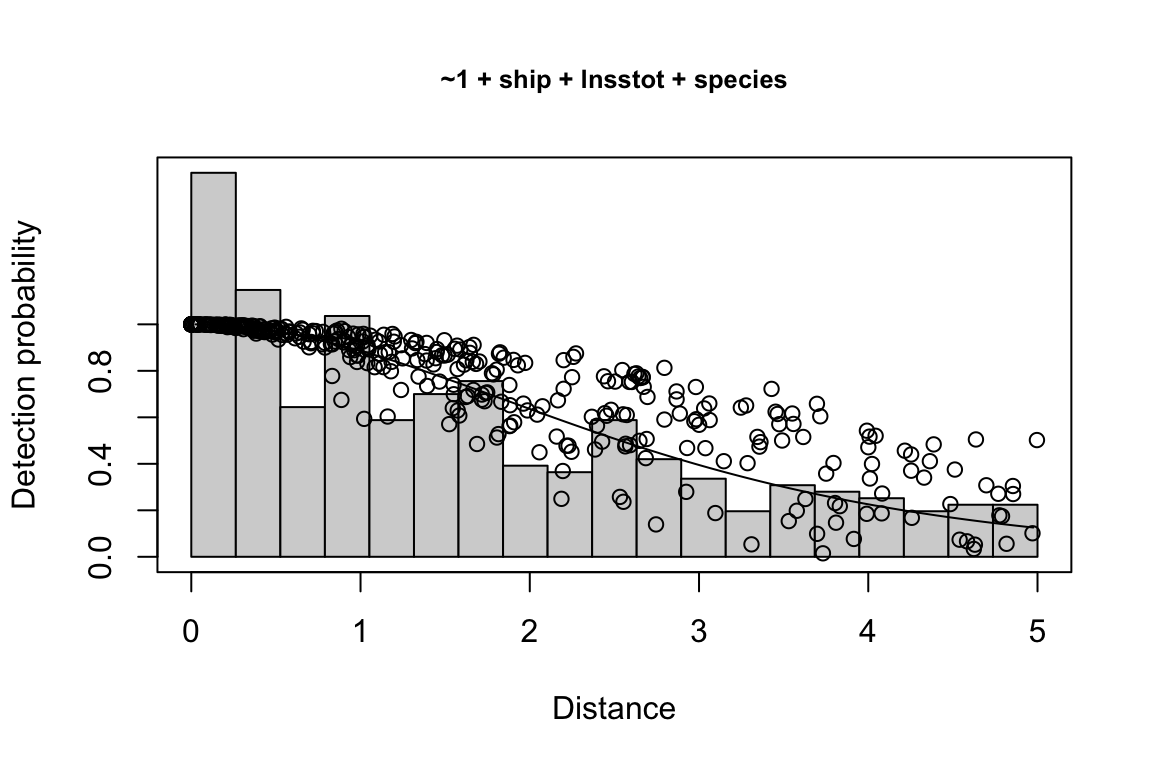 ~1 + ship + lnsstot + species
Detection probability
0.8
0.4
0.0
0 1 2 3 4 5
Distance